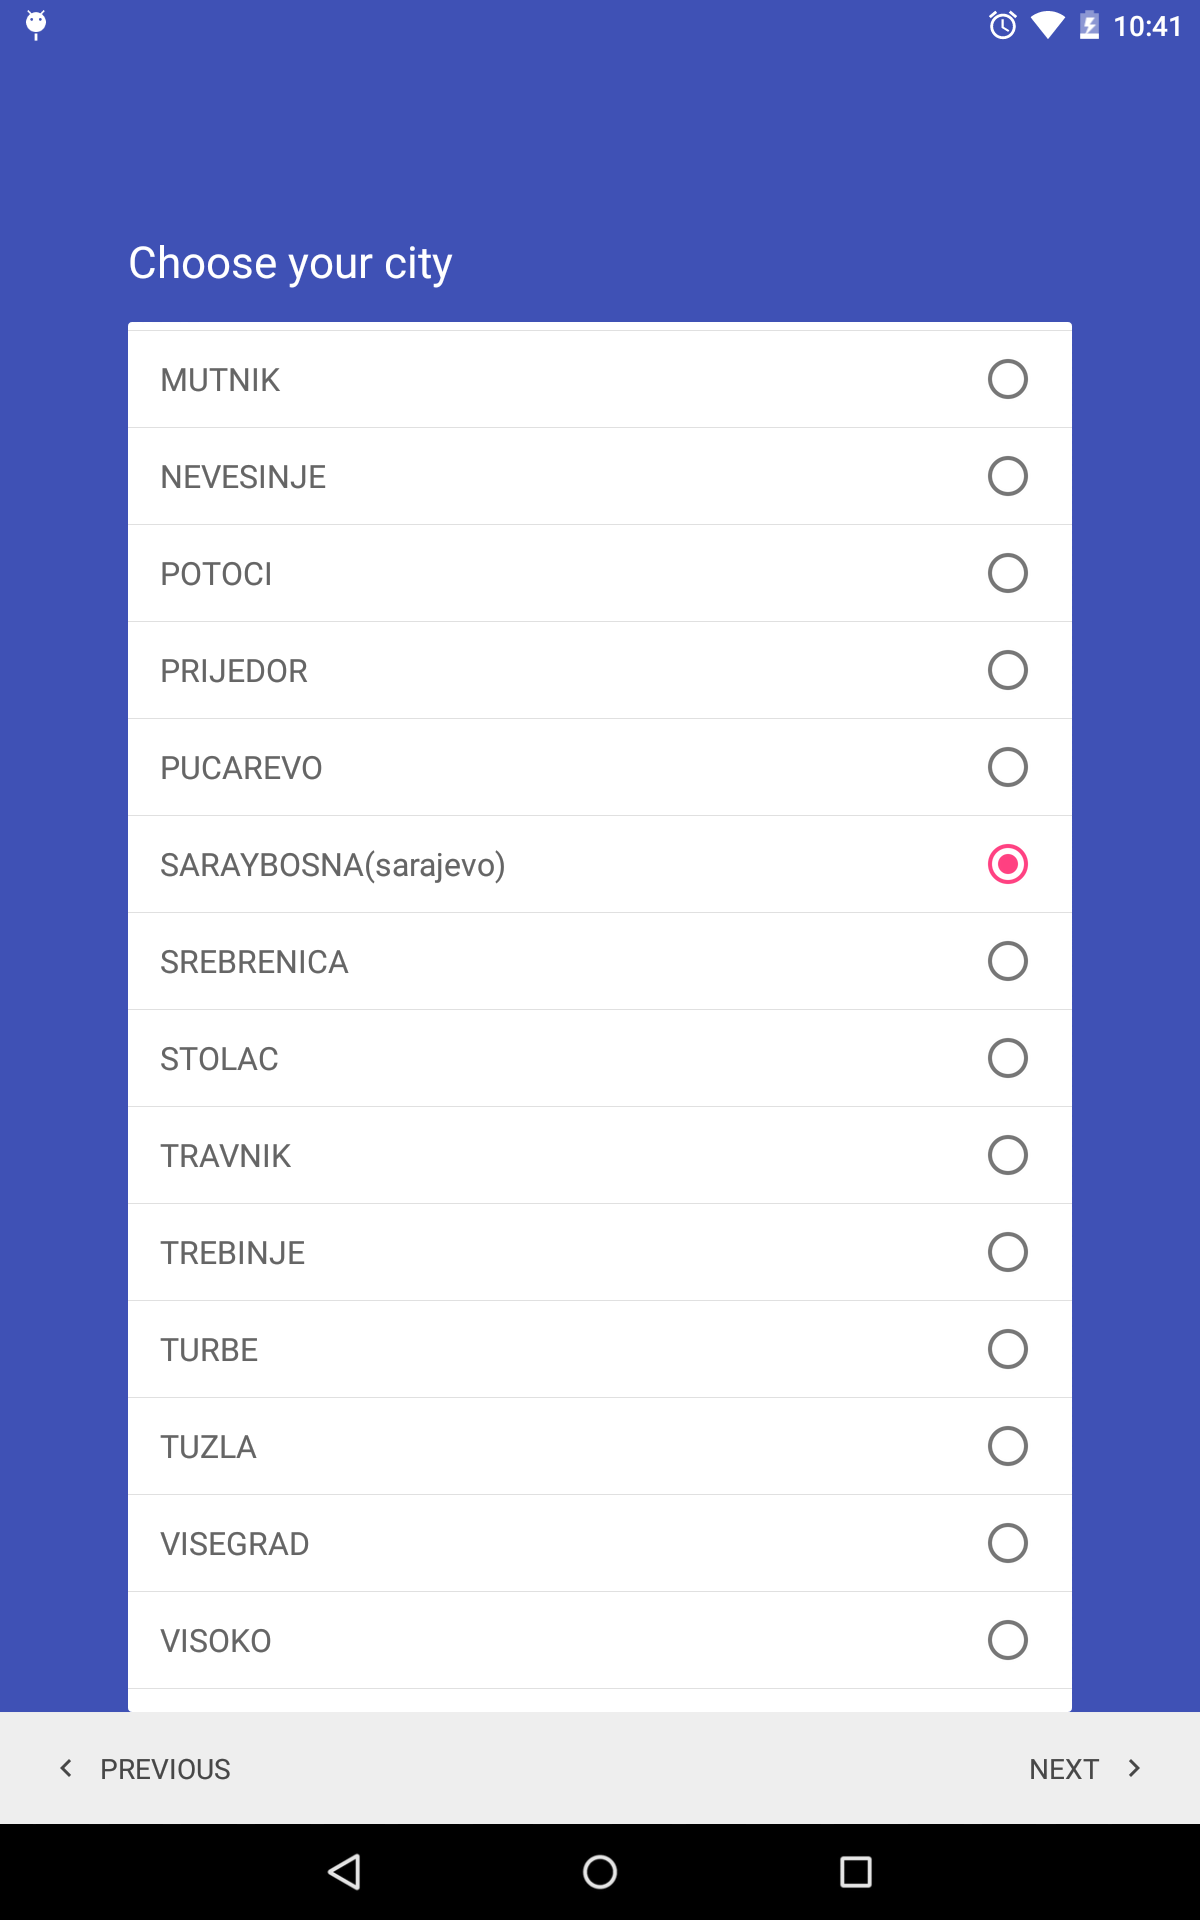 10:41
Choose your city
MUTNIK
NEVESINJE
POTOCI
PRIJEDOR
PUCAREVO
SARAYBOSNA(sarajevo)
SREBRENICA
STOLAC
TRAVNIK
TREBINJE
TURBE
TUZLA
VISEGRAD
VISOKO
PREVIOUS NEXT